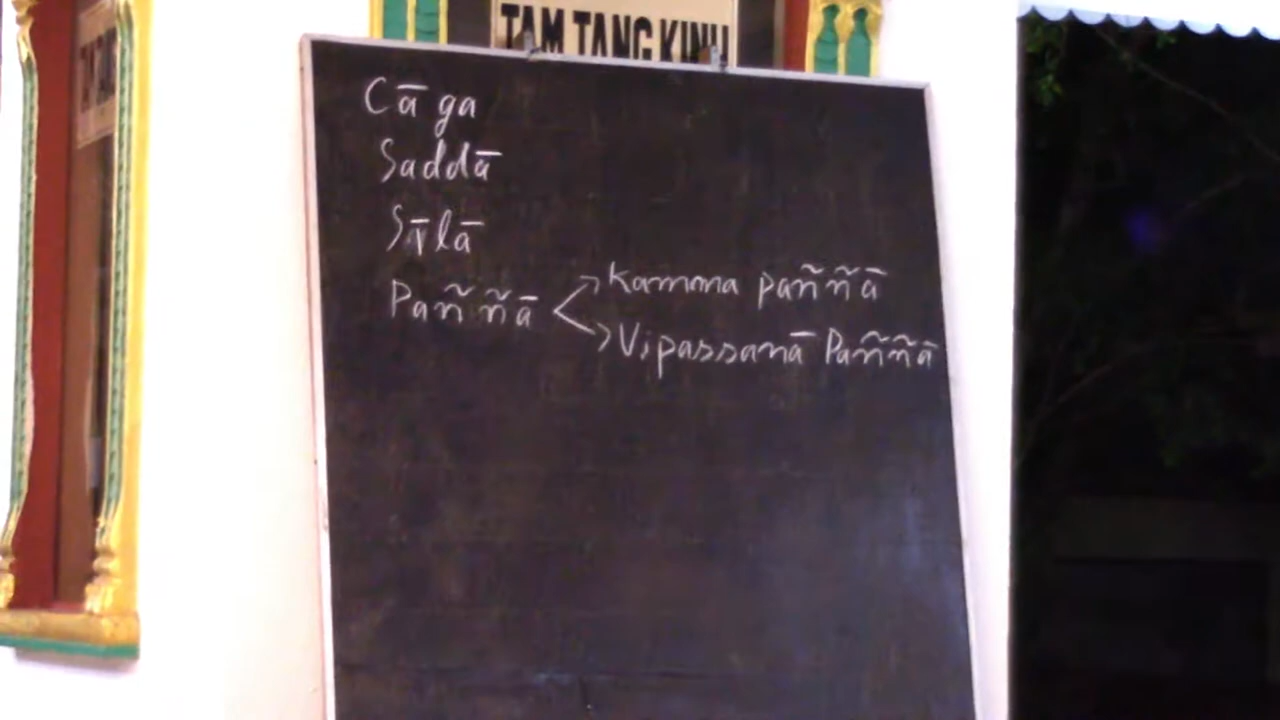 TAM TANG KINH
Cāga
Saddā
Sīlā
Paññā
Kamma paññā
Vipassanā Paññā